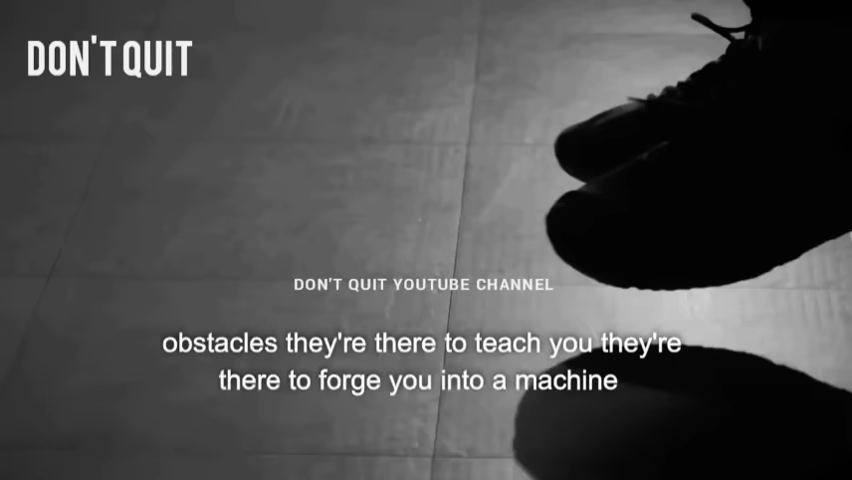 DON'T QUIT
DON'T QUIT YOUTUBE CHANNEL
obstacles they're there to teach you they're
there to forge you into a machine